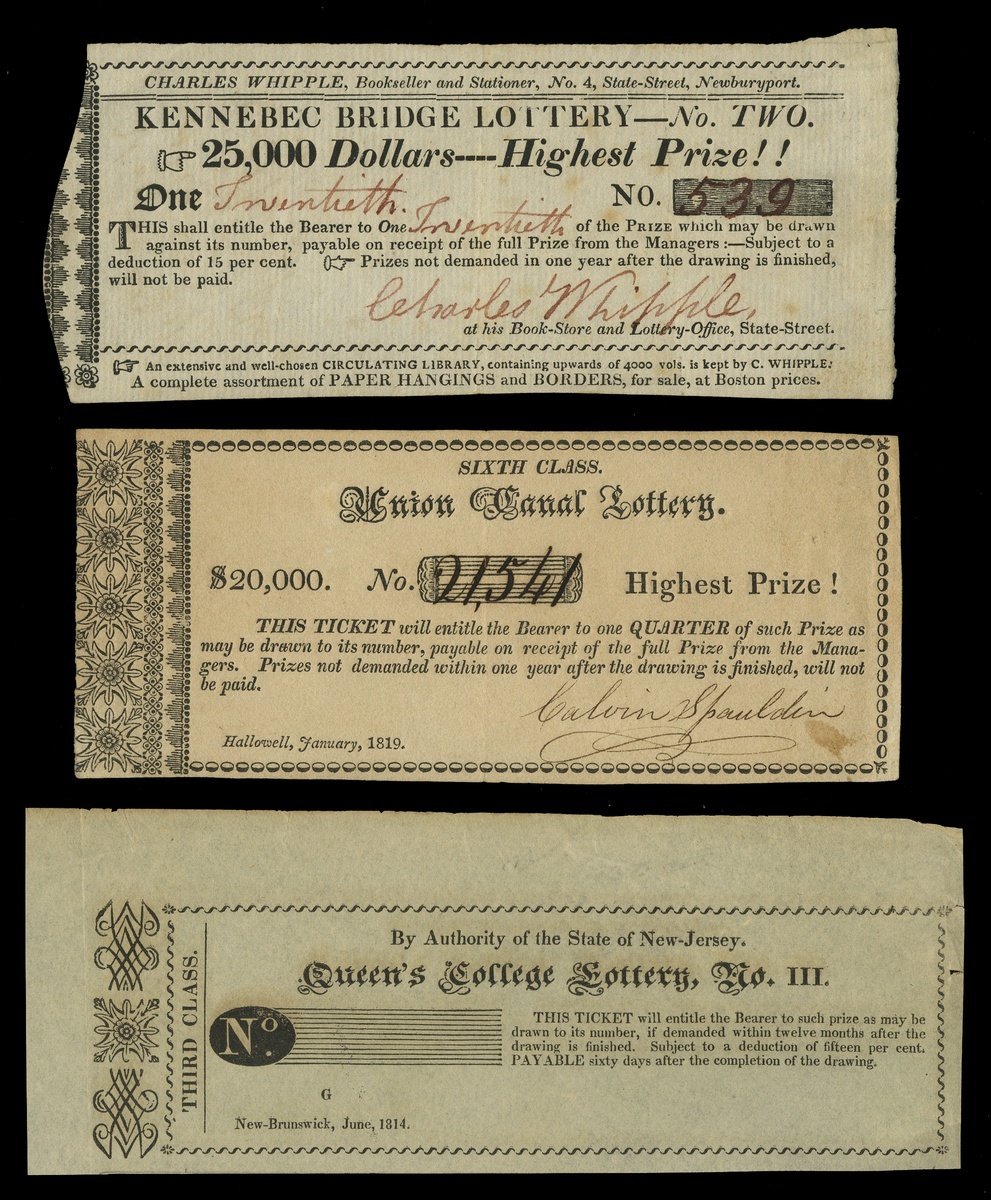 CHARLES WHIPPLE, Bookseller and Stationer, No. 4, State-Street, Newburyport.
KENNEBEC BRIDGE LOTTERY—No. TWO.
☞ 25,000 Dollars----Highest Prize! !
One Twentieth. NO. 539
THIS shall entitle the Bearer to One Twentieth of the PRIZE which may be drawn
against its number, payable on receipt of the full Prize from the Managers :—Subject to a
deduction of 15 per cent. ☞ Prizes not demanded in one year after the drawing is finished,
will not be paid.
Charles Whipple,
at his Book-Store and Lottery-Office, State-Street.
☞ An extensive and well-chosen CIRCULATING LIBRARY, containing upwards of 4000 vols. is kept by C. WHIPPLE.
A complete assortment of PAPER HANGINGS and BORDERS, for sale, at Boston prices.
SIXTH CLASS.
Union Canal Lottery.
$20,000. No. 21,541 Highest Prize !
THIS TICKET will entitle the Bearer to one QUARTER of such Prize as
may be drawn to its number, payable on receipt of the full Prize from the Mana-
gers. Prizes not demanded within one year after the drawing is finished, will not
be paid.
Calvin Spauldin
Hallowell, January, 1819.
THIRD CLASS.
By Authority of the State of New-Jersey.
Queen's College Lottery, No. III.
No.
THIS TICKET will entitle the Bearer to such prize as may be
drawn to its number, if demanded within twelve months after the
drawing is finished. Subject to a deduction of fifteen per cent.
PAYABLE sixty days after the completion of the drawing.
G
New-Brunswick, June, 1814.